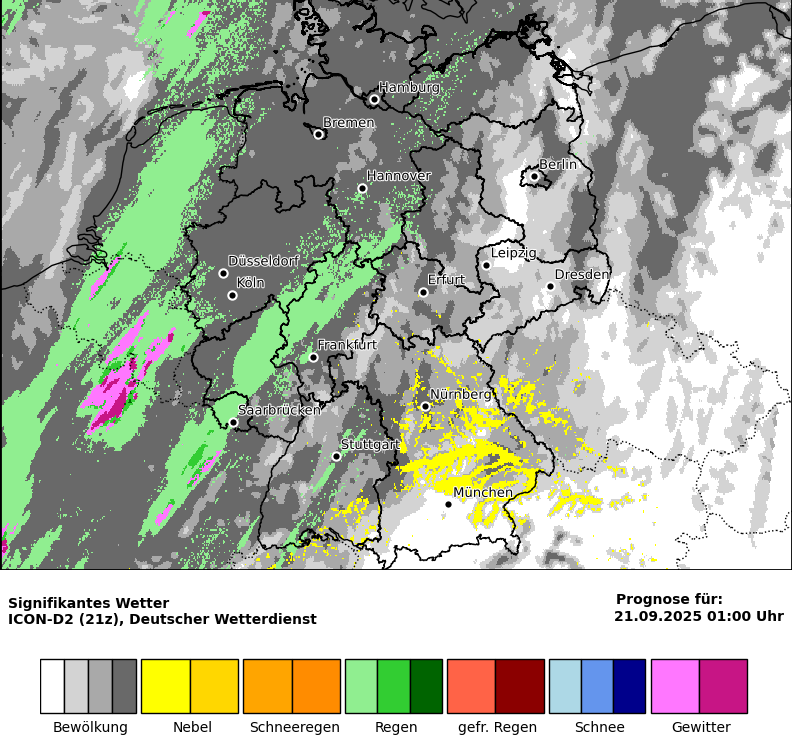 Hamburg
Bremen
Berlin
Hannover
Leipzig
Düsseldorf
Dresden
Köln
Erfurt
Frankfurt
Nürnberg
Saarbrücken
Stuttgart
München
Signifikantes Wetter
ICON-D2 (21z), Deutscher Wetterdienst
Prognose für:
21.09.2025 01:00 Uhr
Bewölkung Nebel Schneeregen Regen gefr. Regen Schnee Gewitter